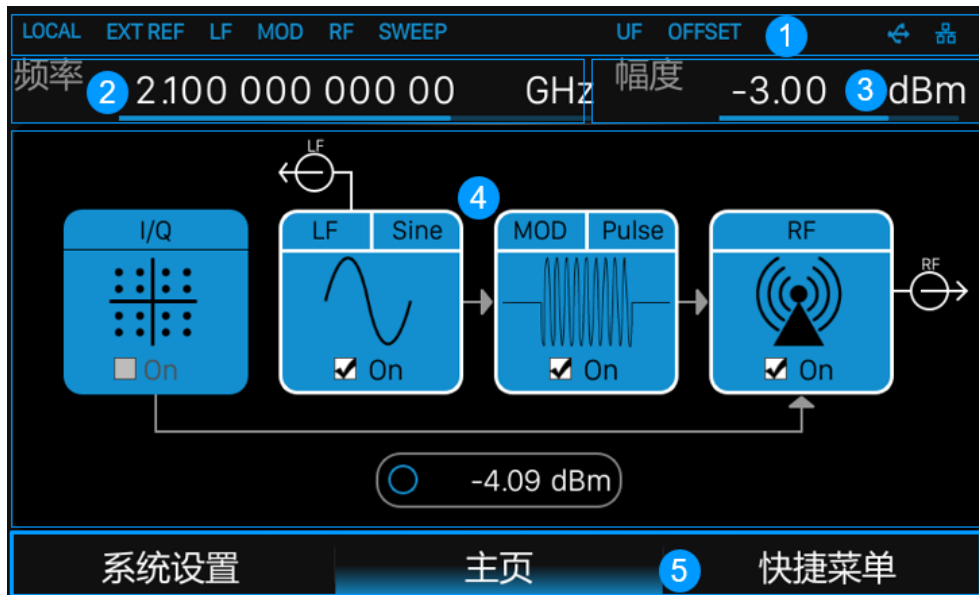 LOCAL EXT REF LF MOD RF SWEEP UF OFFSET 1
频率 2 2.100 000 000 00 GHz 幅度 -3.00 3 dBm
LF
4
I/Q LF Sine MOD Pulse RF
RF
On On On On
-4.09 dBm
系统设置 主页 5 快捷菜单